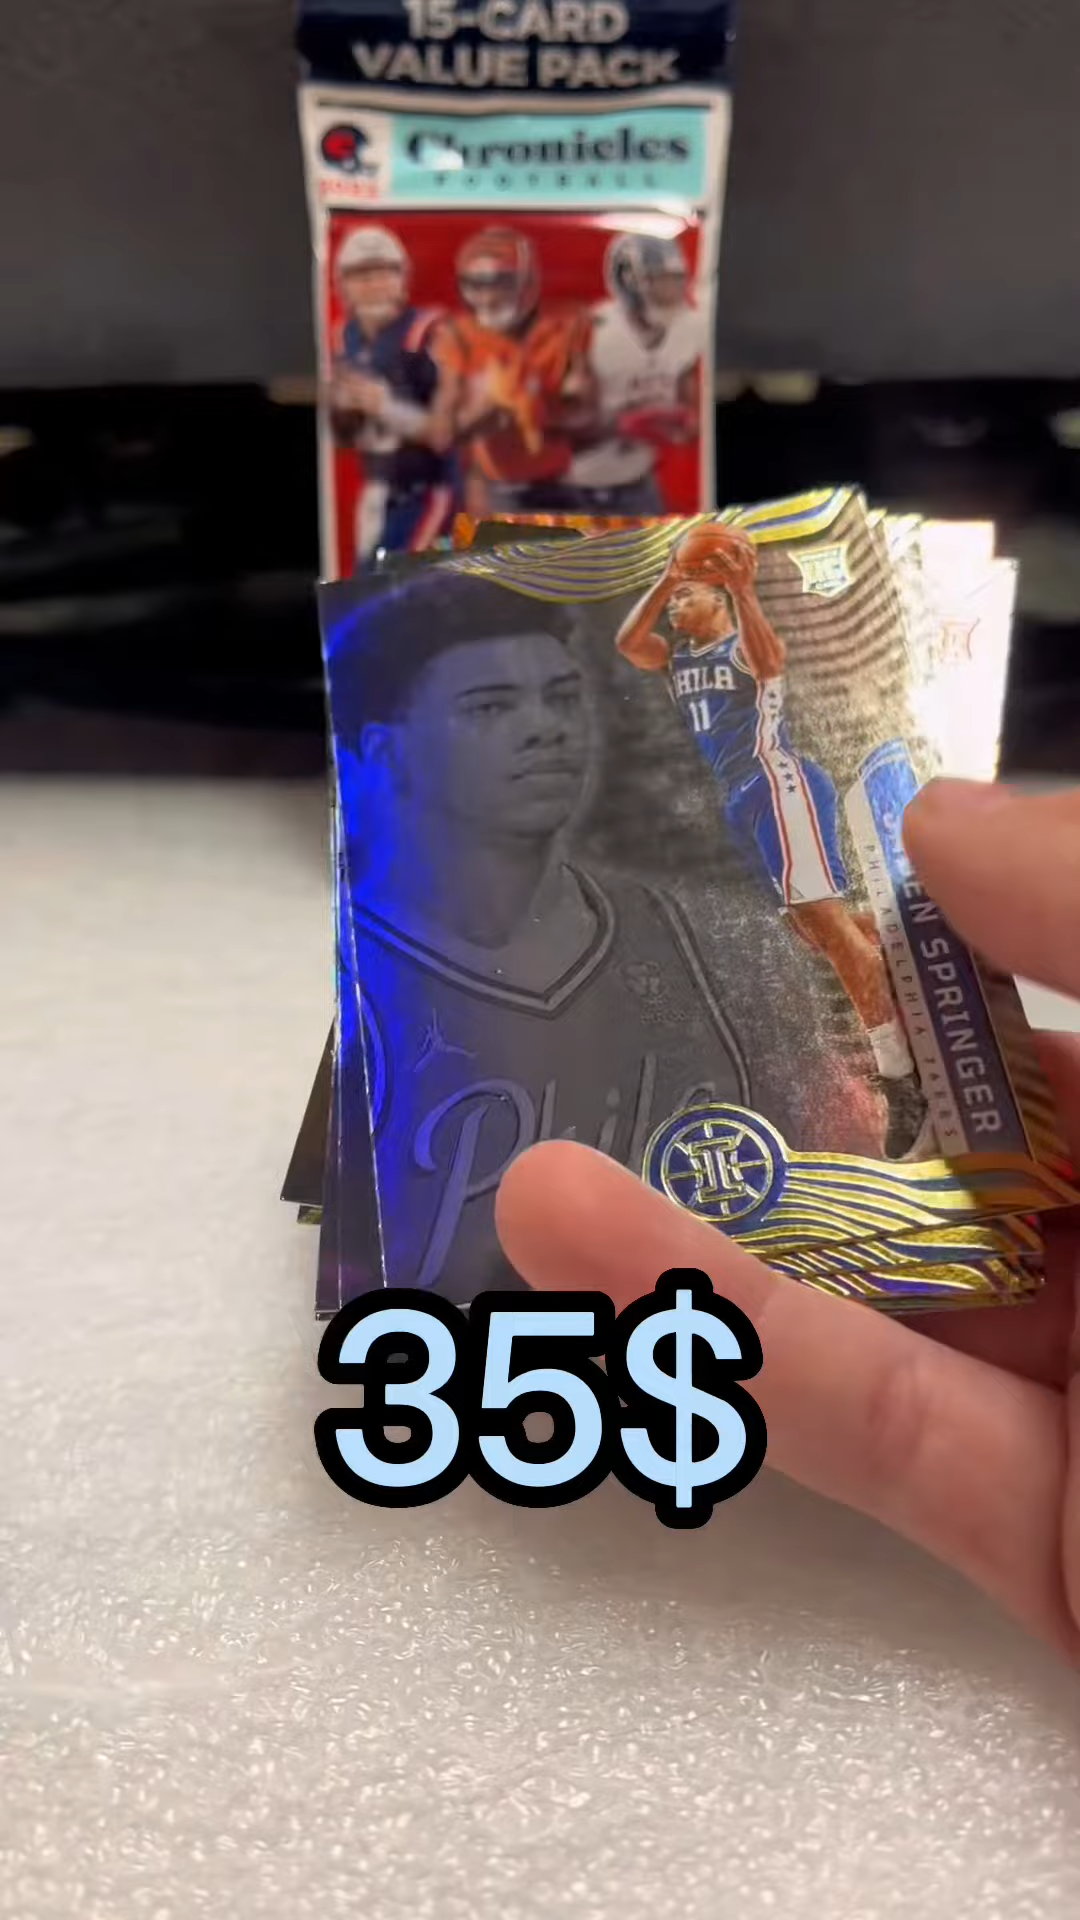 15-CARD
VALUE PACK
Chronicles
FOOTBALL
PHILA
11
SPRINGER
PHILADELPHIA 76ERS
Phila
35$